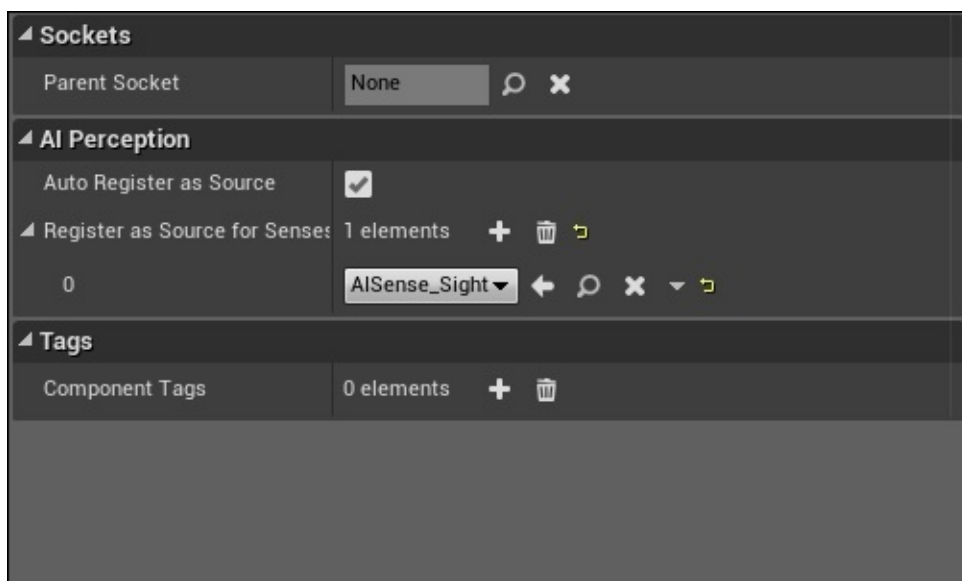 Sockets
Parent Socket None
AI Perception
Auto Register as Source
Register as Source for Senses 1 elements
0 AISense_Sight
Tags
Component Tags 0 elements